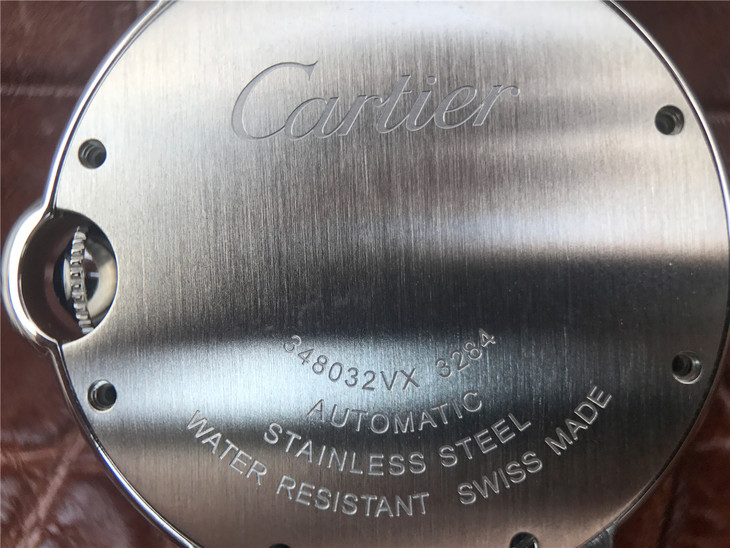 Cartier
348032VX 3284
AUTOMATIC
STAINLESS STEEL
WATER RESISTANT SWISS MADE